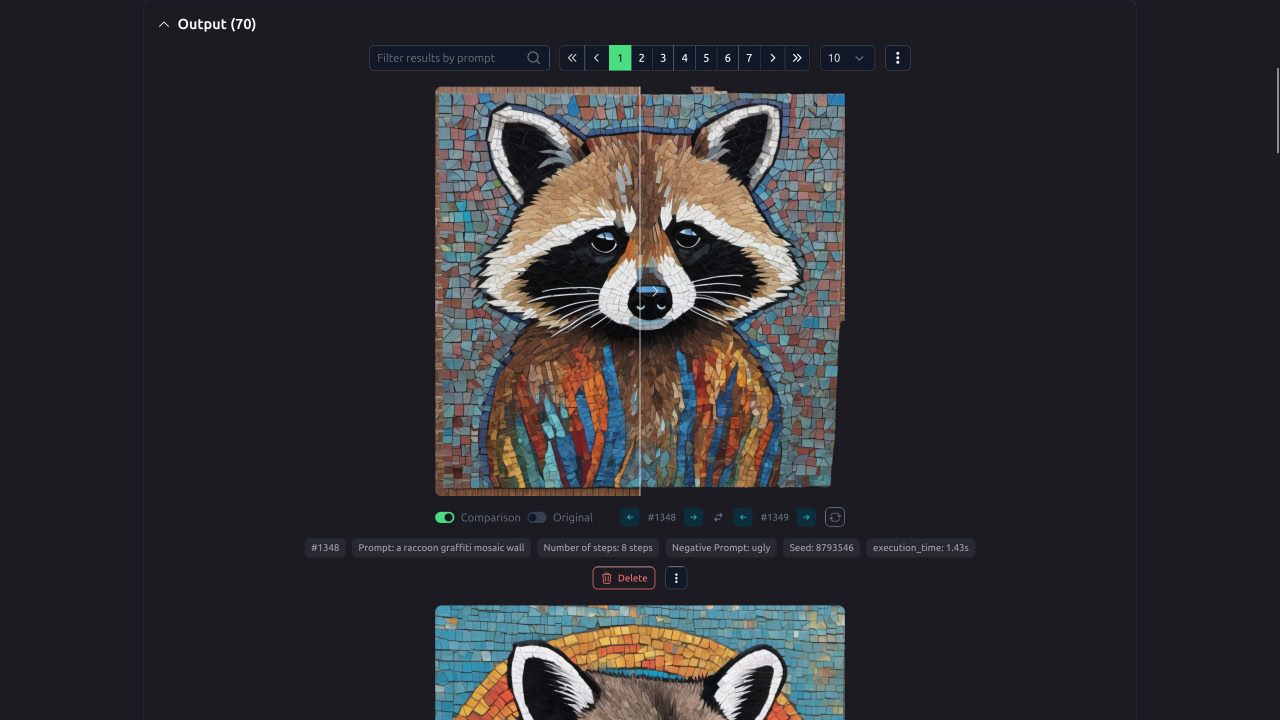 Output (70)
Filter results by prompt 1 2 3 4 5 6 7 10
Comparison Original #1348 #1349
#1348 Prompt: a raccoon graffiti mosaic wall Number of steps: 8 steps Negative Prompt: ugly Seed: 8793546 execution_time: 1.43s
Delete